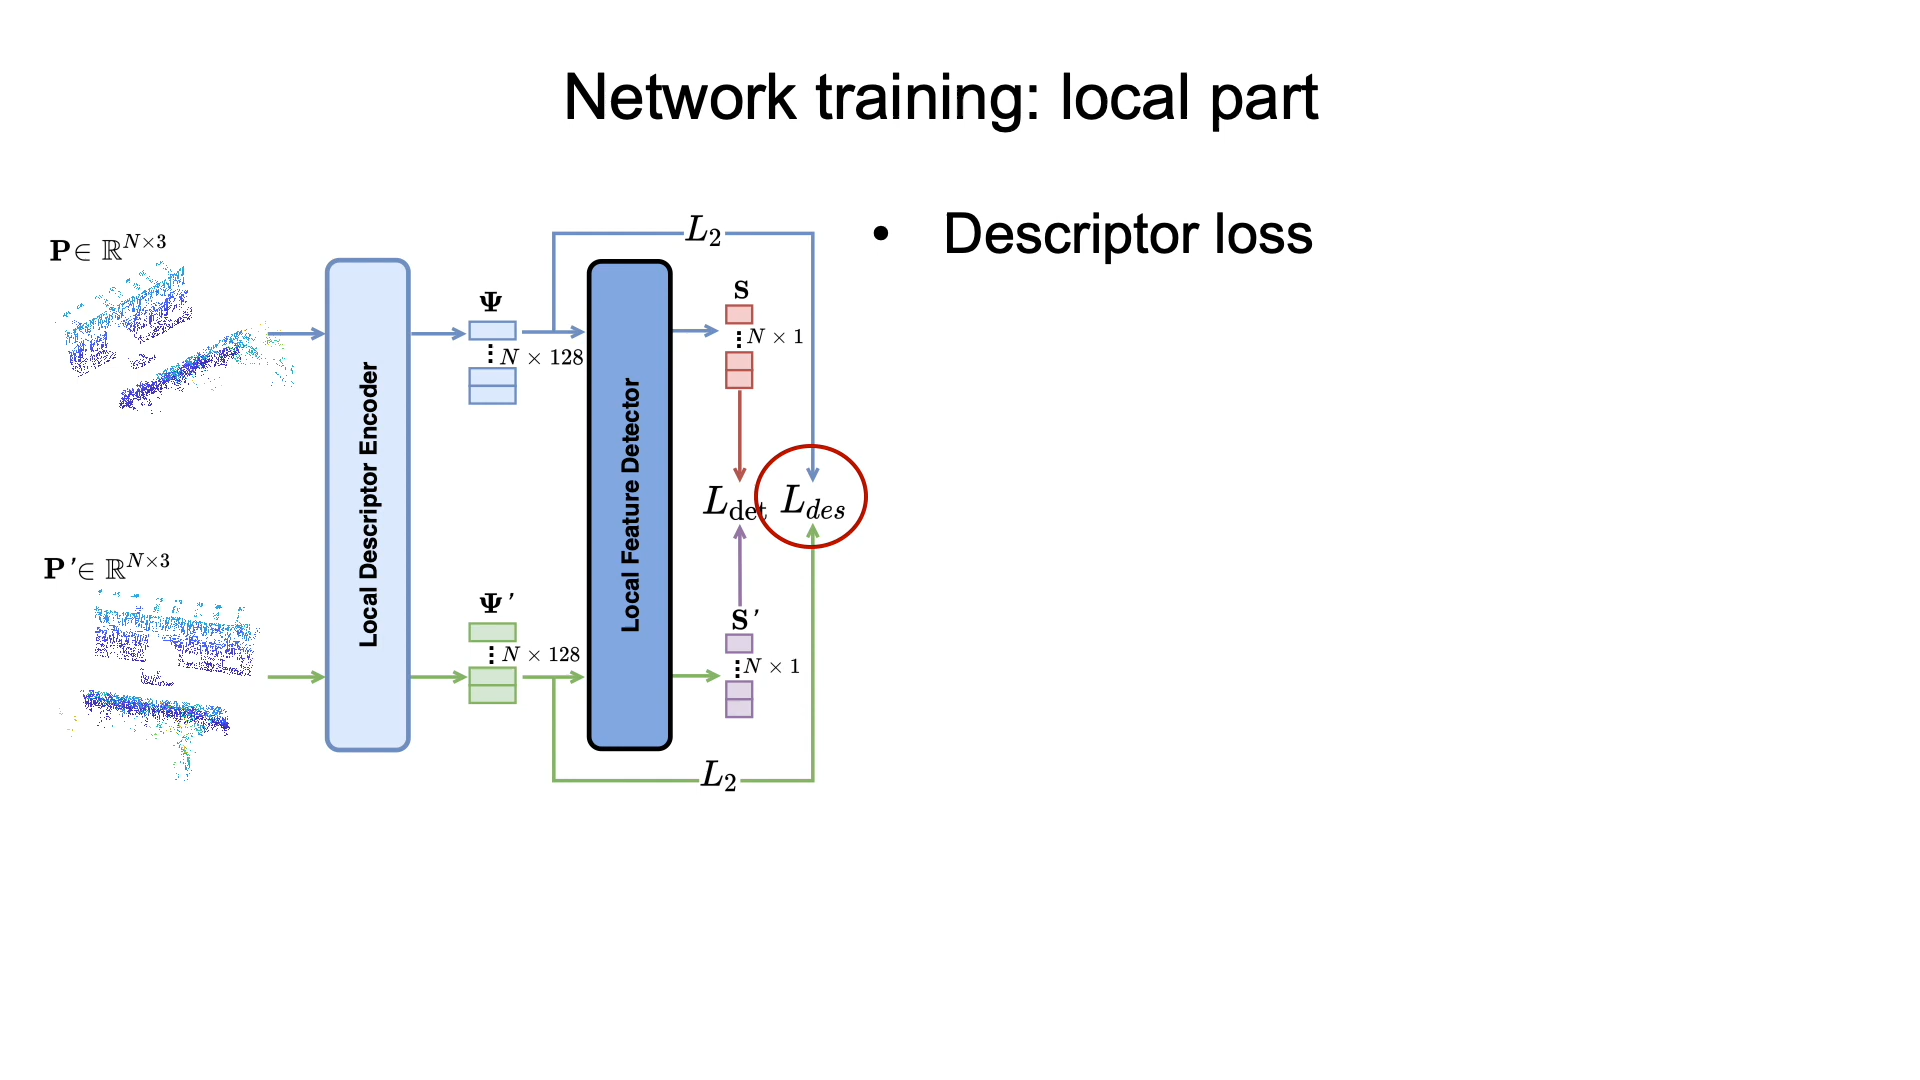 Network training: local part
• Descriptor loss
P ∈ ℝ^{N×3}
P' ∈ ℝ^{N×3}
Local Descriptor Encoder
Ψ
N × 128
Ψ'
N × 128
Local Feature Detector
L₂
S
N × 1
L_det
L_des
S'
N × 1
L₂